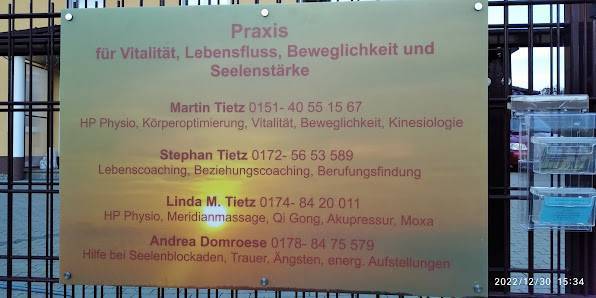 Praxis
für Vitalität, Lebensfluss, Beweglichkeit und
Seelenstärke
Martin Tietz 0151- 40 55 15 67
HP Physio, Körperoptimierung, Vitalität, Beweglichkeit, Kinesiologie
Stephan Tietz 0172- 56 53 589
Lebenscoaching, Beziehungscoaching, Berufungsfindung
Linda M. Tietz 0174- 84 20 011
HP Physio, Meridianmassage, Qi Gong, Akupressur, Moxa
Andrea Domroese 0178- 84 75 579
Hilfe bei Seelenblockaden, Trauer, Ängsten, energ. Aufstellungen
2022/12/30 15:34